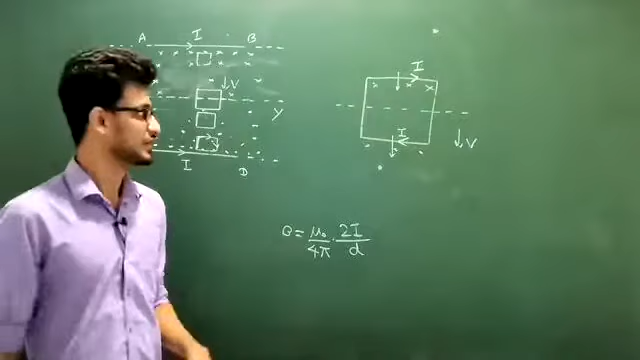 A I B
V
Y
I D
I
I
V
B = μ₀/4π · 2I/d